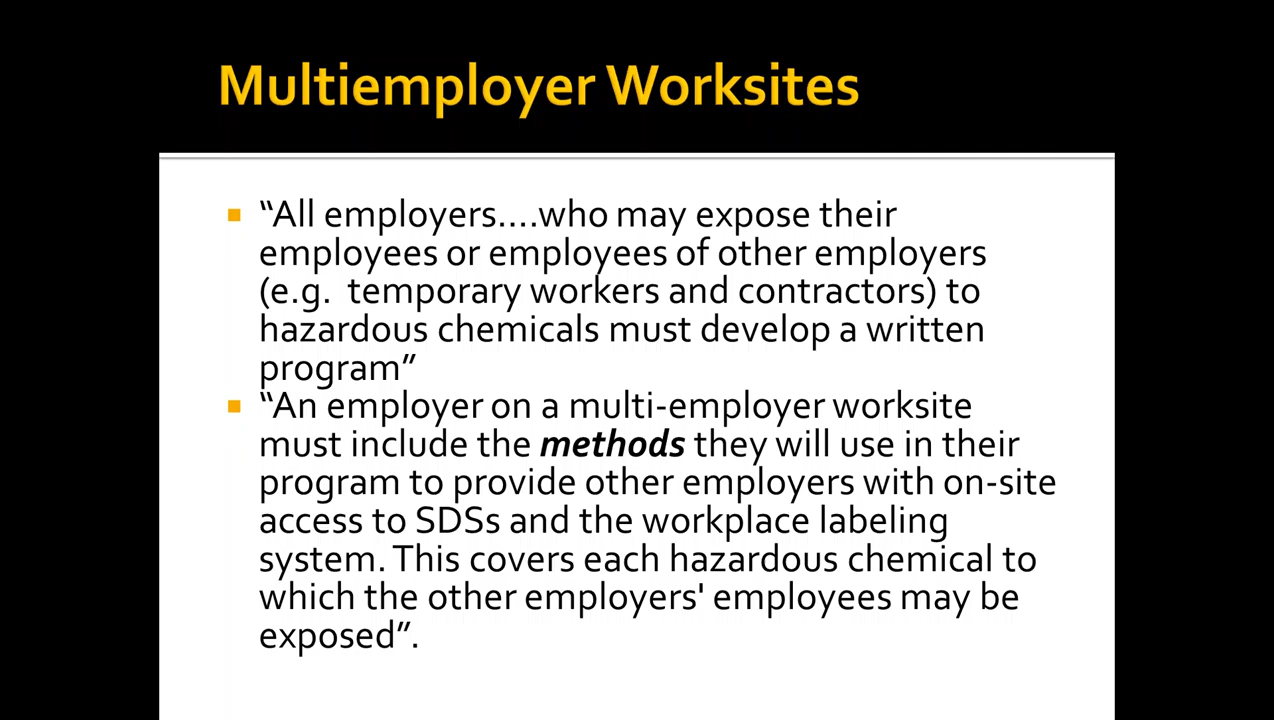 Multiemployer Worksites
“All employers....who may expose their
employees or employees of other employers
(e.g. temporary workers and contractors) to
hazardous chemicals must develop a written
program”
“An employer on a multi-employer worksite
must include the methods they will use in their
program to provide other employers with on-site
access to SDSs and the workplace labeling
system. This covers each hazardous chemical to
which the other employers' employees may be
exposed”.